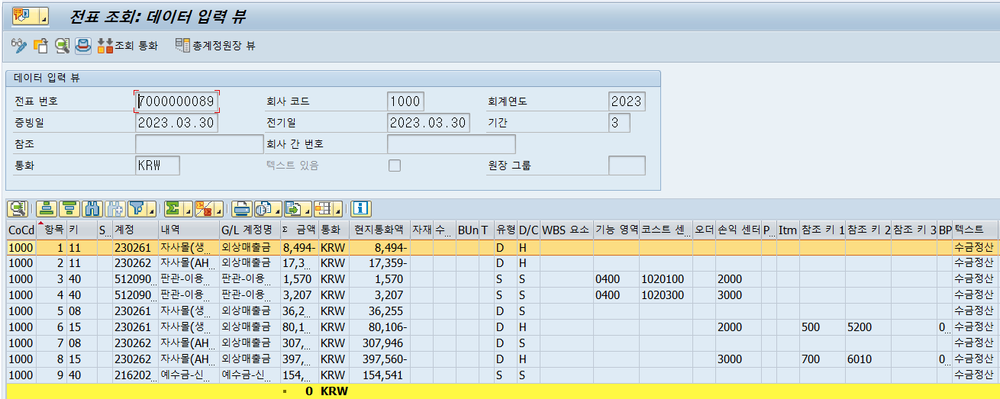 전표 조회: 데이터 입력 뷰
조회 통화 총계정원장 뷰
데이터 입력 뷰
전표 번호 7000000089 회사 코드 1000 회계연도 2023
증빙일 2023.03.30 전기일 2023.03.30 기간 3
참조 회사 간 번호
통화 KRW 텍스트 있음 원장 그룹
CoCd 항목 키 S... 계정 내역 G/L 계정명 Σ 금액 통화 현지통화액 자재 수... BUn T 유형 D/C WBS 요소 기능 영역 코스트 센... 오더 손익 센터 P... Itm 참조 키 1 참조 키 2 참조 키 3 BP 텍스트
1000 1 11 230261 자사몰(생... 외상매출금 8,494- KRW 8,494- D H 수금정산
1000 2 11 230262 자사몰(AH... 외상매출금 17,3... KRW 17,359- D H 수금정산
1000 3 40 512090... 판관-이용... 판관-이용... 1,570 KRW 1,570 S S 0400 1020100 2000 수금정산
1000 4 40 512090... 판관-이용... 판관-이용... 3,207 KRW 3,207 S S 0400 1020300 3000 수금정산
1000 5 08 230261 자사몰(생... 외상매출금 36,2... KRW 36,255 D S 수금정산
1000 6 15 230261 자사몰(생... 외상매출금 80,1... KRW 80,106- D H 2000 500 5200 0... 수금정산
1000 7 08 230262 자사몰(AH... 외상매출금 307,... KRW 307,946 D S 수금정산
1000 8 15 230262 자사몰(AH... 외상매출금 397,... KRW 397,560- D H 3000 700 6010 0... 수금정산
1000 9 40 216202... 예수금-신... 예수금-신... 154,... KRW 154,541 S S 수금정산
0 KRW